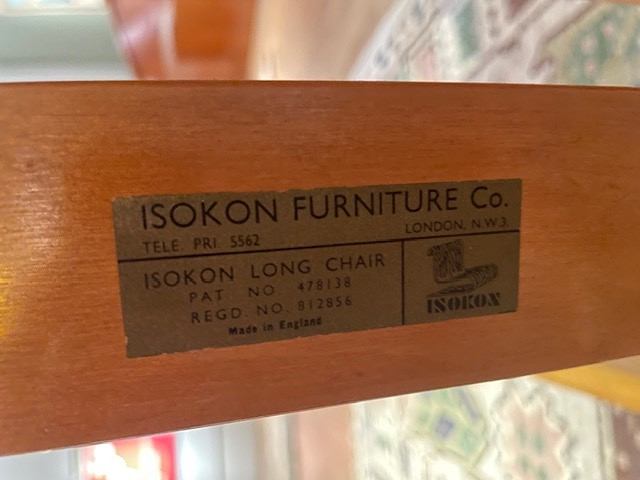 ISOKON FURNITURE Co.
TELE. PRI. 5562 LONDON, N.W.3.
ISOKON LONG CHAIR
PAT NO 478138
REGD. NO. 812856
Made in England
ISOKON